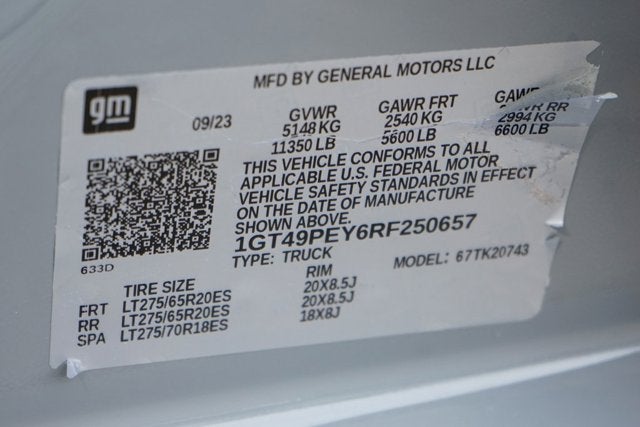 MFD BY GENERAL MOTORS LLC
gm
09/23
GVWR GAWR FRT GAWR RR
5148 KG 2540 KG 2994 KG
11350 LB 5600 LB 6600 LB
THIS VEHICLE CONFORMS TO ALL
APPLICABLE U.S. FEDERAL MOTOR
VEHICLE SAFETY STANDARDS IN EFFECT
ON THE DATE OF MANUFACTURE
SHOWN ABOVE.
1GT49PEY6RF250657
TYPE: TRUCK MODEL: 67TK20743
633D
TIRE SIZE RIM
FRT LT275/65R20ES 20X8.5J
RR LT275/65R20ES 20X8.5J
SPA LT275/70R18ES 18X8J